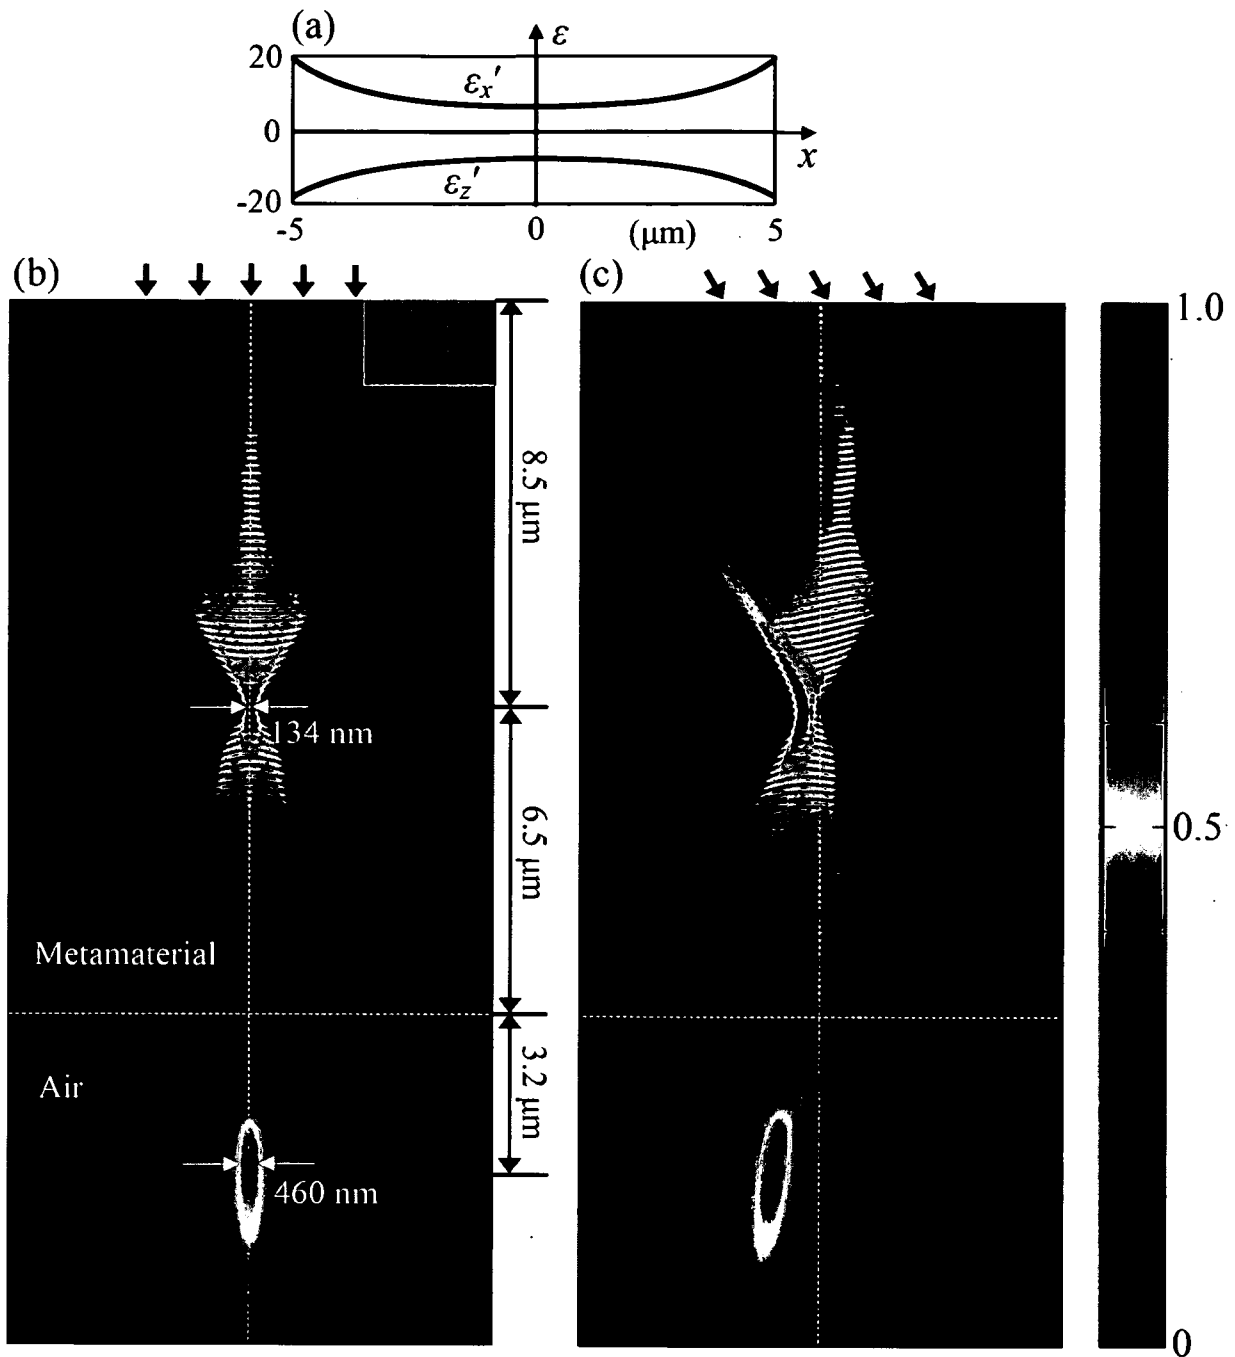 (a)
ε
20
εx'
0
x
εz'
-20
-5
0
(μm)
5
(b)
(c)
1.0
8.5 μm
134 nm
6.5 μm
0.5
Metamaterial
3.2 μm
Air
460 nm
0